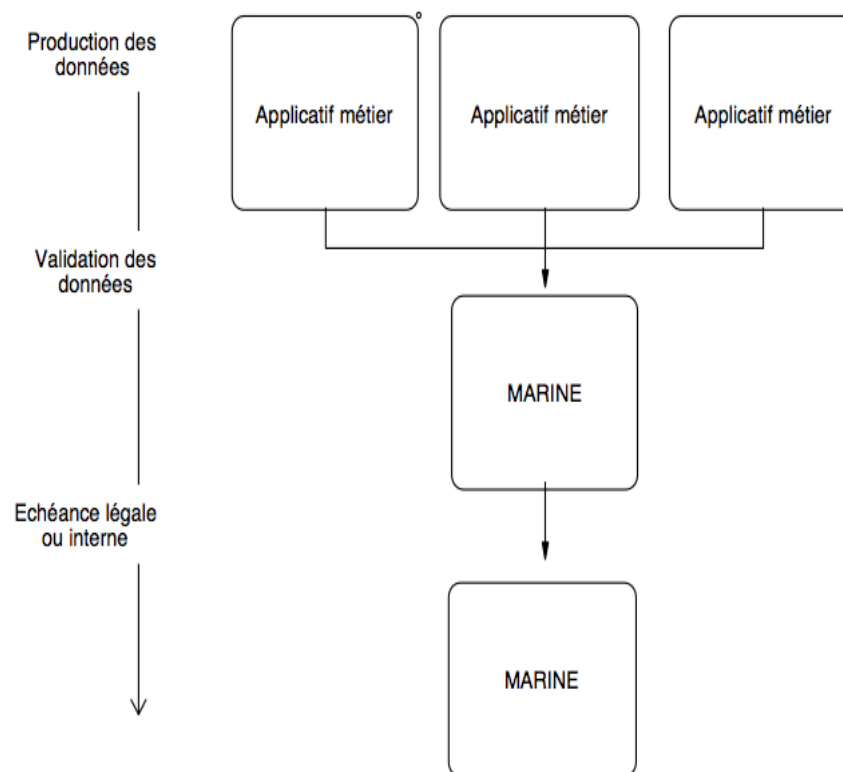 Production des
données
Applicatif métier
Applicatif métier
Applicatif métier
Validation des
données
MARINE
Echéance légale
ou interne
MARINE